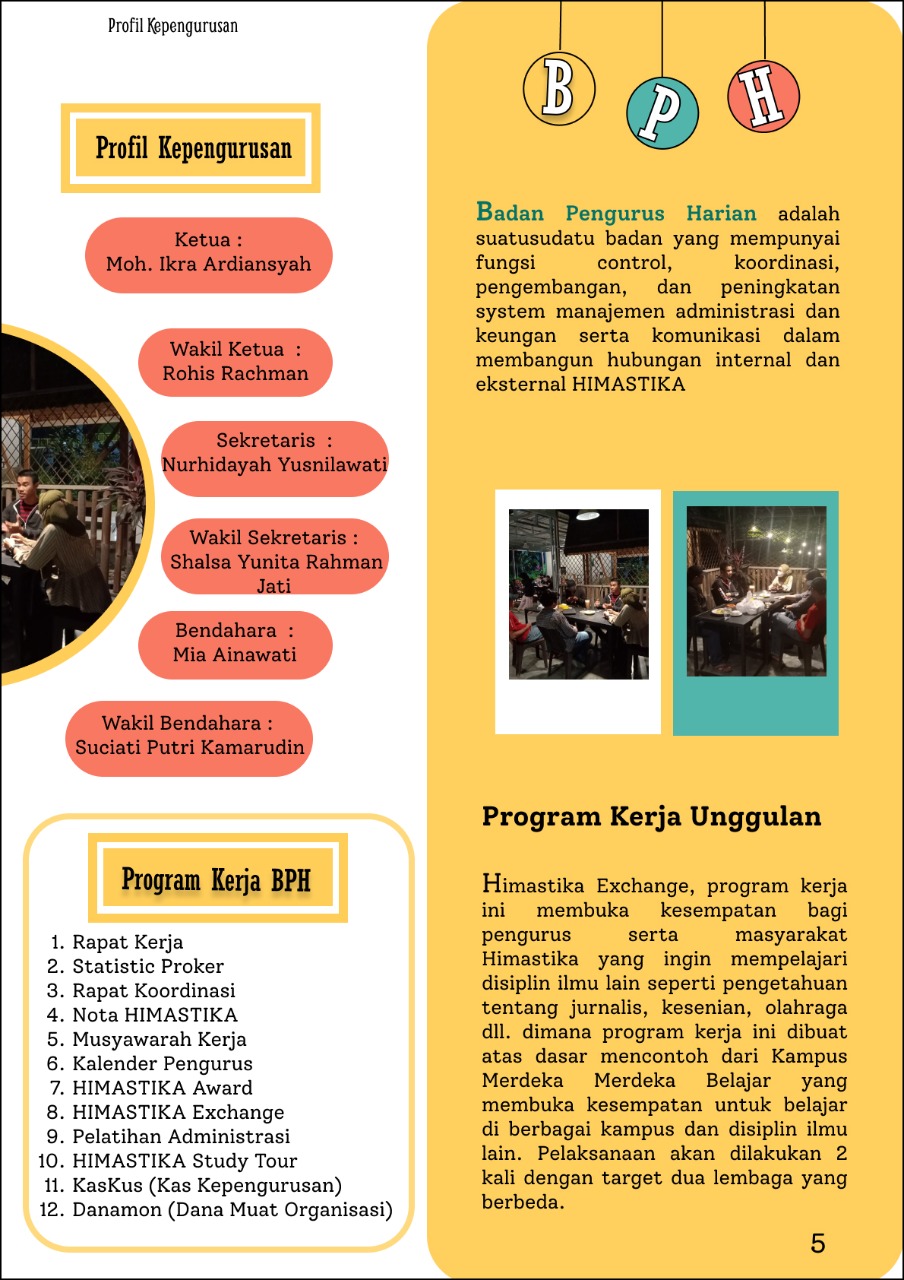 Profil Kepengurusan
Profil Kepengurusan
Ketua :
Moh. Ikra Ardiansyah
Wakil Ketua :
Rohis Rachman
Sekretaris :
Nurhidayah Yusnilawati
Wakil Sekretaris :
Shalsa Yunita Rahman
Jati
Bendahara :
Mia Ainawati
Wakil Bendahara :
Suciati Putri Kamarudin
Program Kerja BPH
1. Rapat Kerja
2. Statistic Proker
3. Rapat Koordinasi
4. Nota HIMASTIKA
5. Musyawarah Kerja
6. Kalender Pengurus
7. HIMASTIKA Award
8. HIMASTIKA Exchange
9. Pelatihan Administrasi
10. HIMASTIKA Study Tour
11. KasKus (Kas Kepengurusan)
12. Danamon (Dana Muat Organisasi)
B P H
Badan Pengurus Harian adalah
suatusudatu badan yang mempunyai
fungsi control, koordinasi,
pengembangan, dan peningkatan
system manajemen administrasi dan
keungan serta komunikasi dalam
membangun hubungan internal dan
eksternal HIMASTIKA
Program Kerja Unggulan
Himastika Exchange, program kerja
ini membuka kesempatan bagi
pengurus serta masyarakat
Himastika yang ingin mempelajari
disiplin ilmu lain seperti pengetahuan
tentang jurnalis, kesenian, olahraga
dll. dimana program kerja ini dibuat
atas dasar mencontoh dari Kampus
Merdeka Merdeka Belajar yang
membuka kesempatan untuk belajar
di berbagai kampus dan disiplin ilmu
lain. Pelaksanaan akan dilakukan 2
kali dengan target dua lembaga yang
berbeda.
5